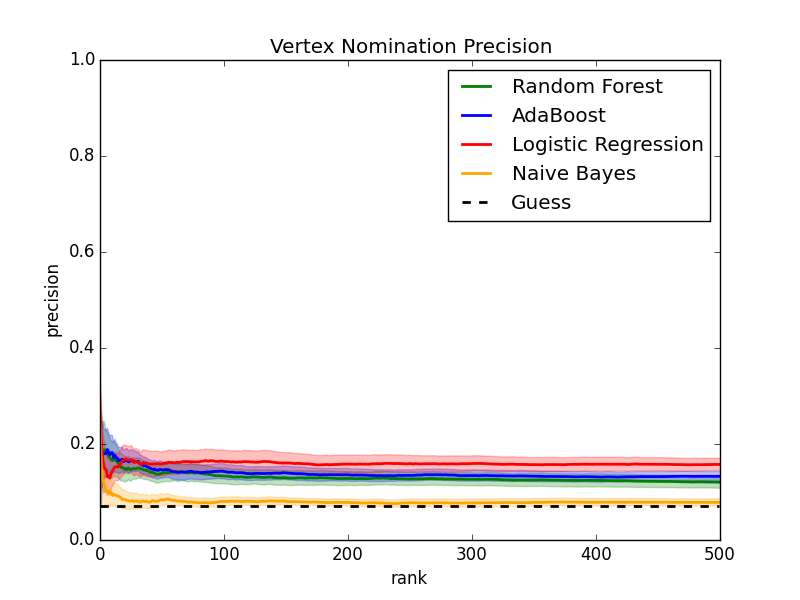 Vertex Nomination Precision
1.0
0.8
0.6
0.4
0.2
0.0
precision
Random Forest
AdaBoost
Logistic Regression
Naive Bayes
Guess
0 100 200 300 400 500
rank